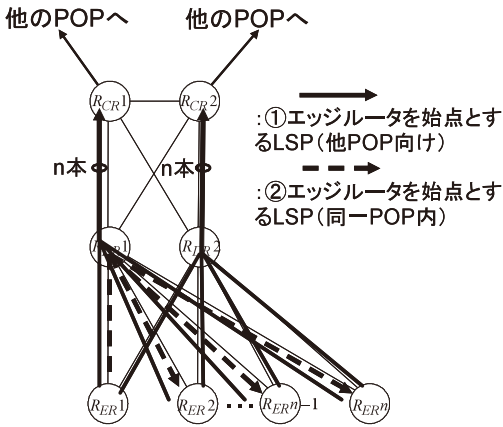 他のPOPへ 他のPOPへ
R_CR1 R_CR2
:①エッジルータを始点とす
るLSP(他POP向け)
n本 n本
:②エッジルータを始点とす
るLSP(同一POP内)
1 R_DR2
R_ER1 R_ER2 ··· R_ERn-1 R_ERn